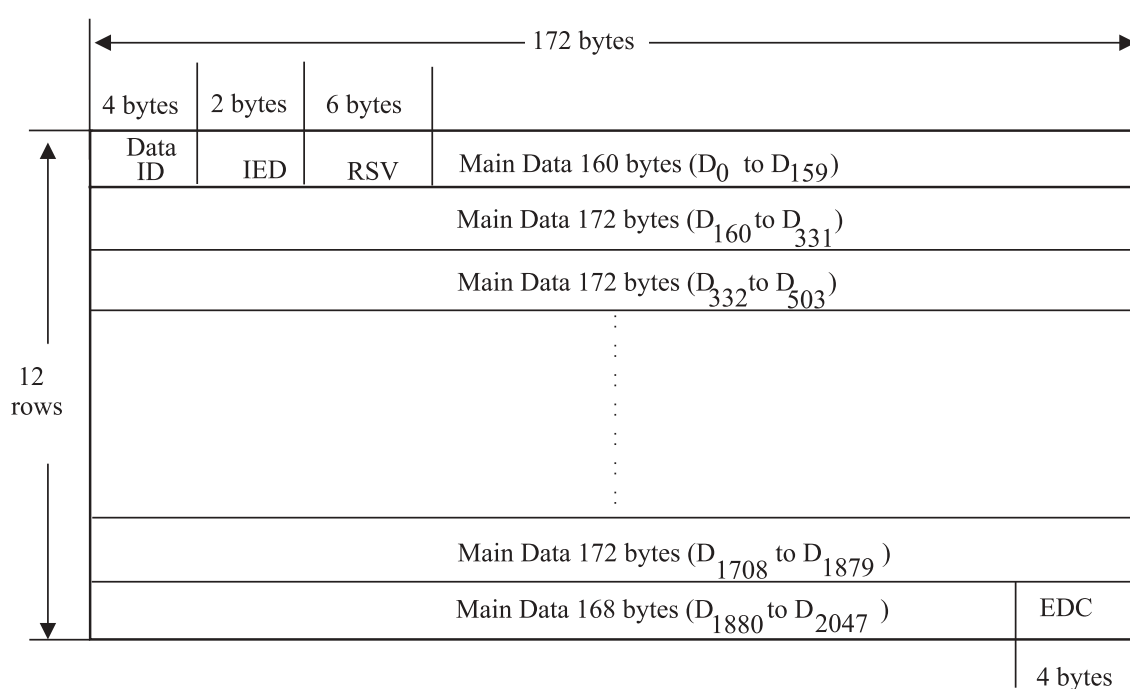 172 bytes
4 bytes 2 bytes 6 bytes
Data
ID IED RSV Main Data 160 bytes (D0 to D159)
Main Data 172 bytes (D160 to D331)
Main Data 172 bytes (D332 to D503)
12
rows
Main Data 172 bytes (D1708 to D1879 )
Main Data 168 bytes (D1880 to D2047 ) EDC
4 bytes